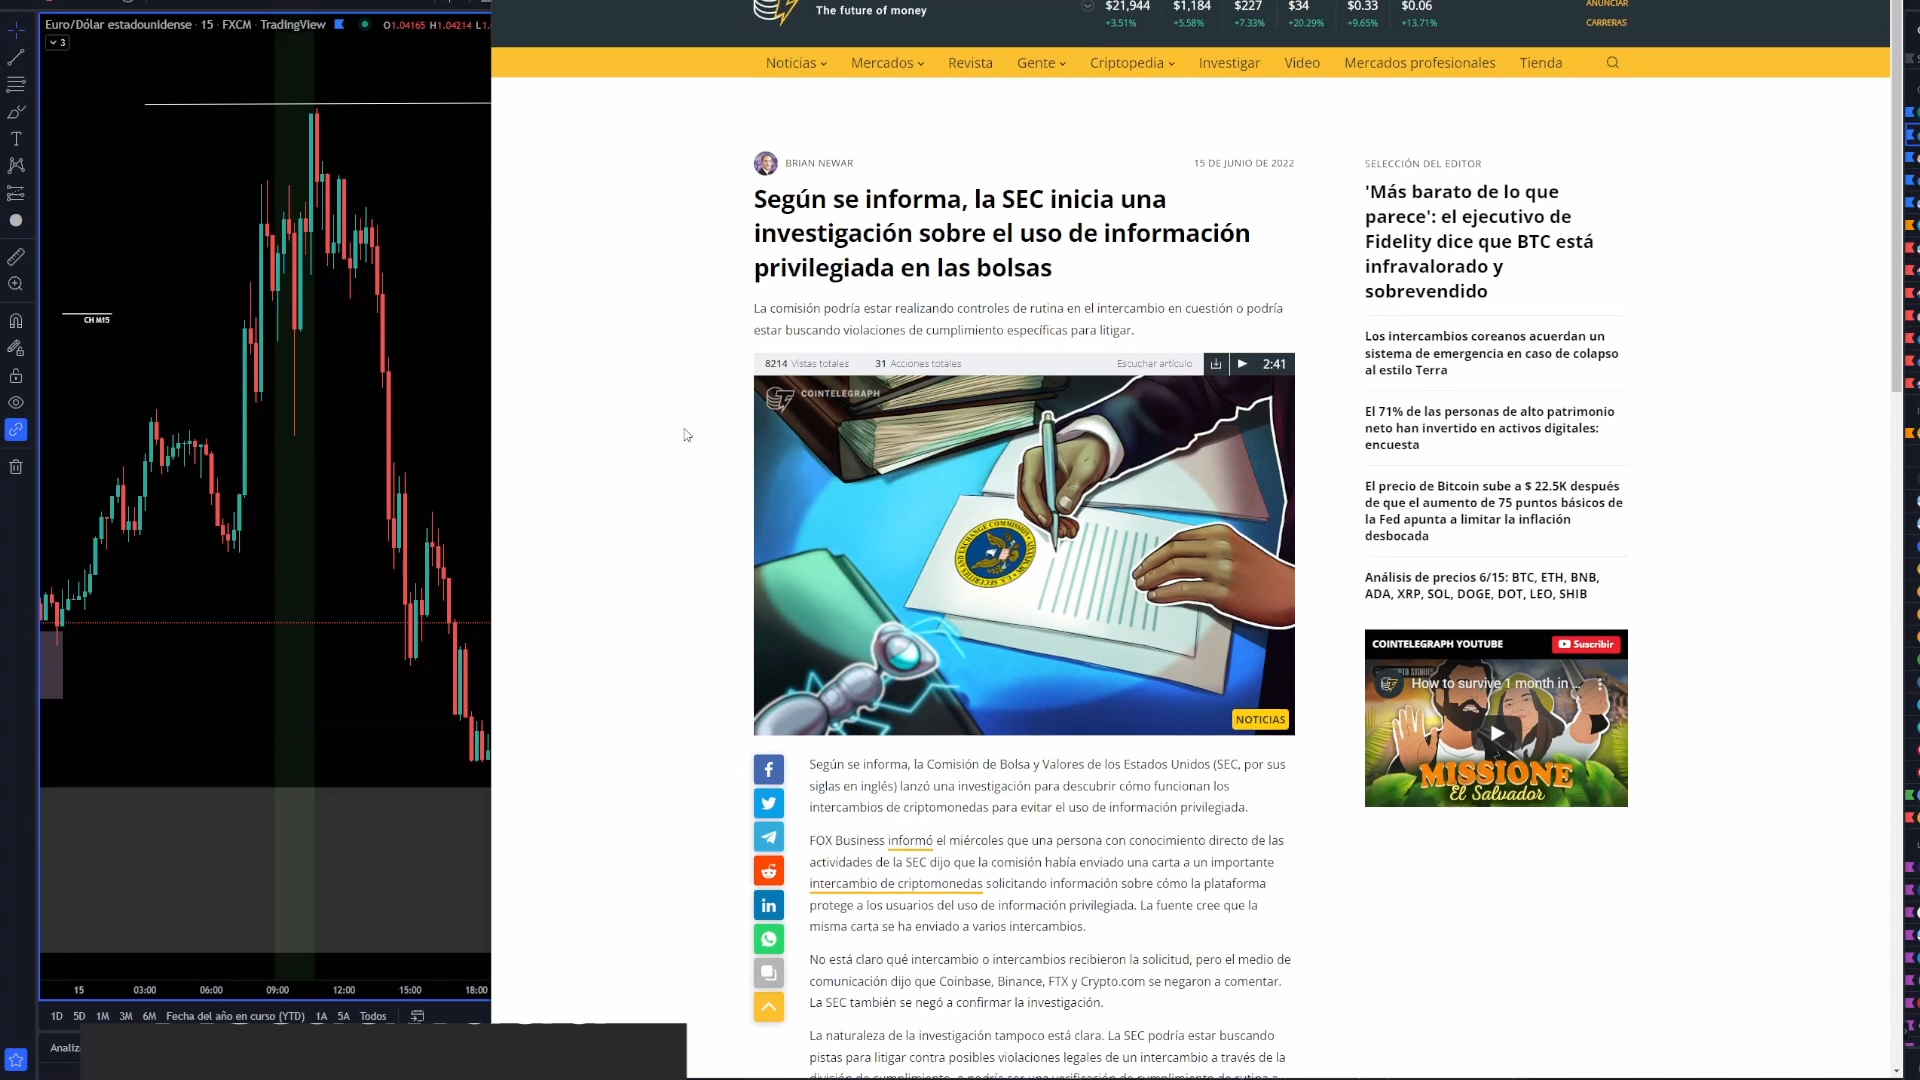 Euro/Dólar estadounidense · 15 · FXCM · TradingView O1.04165 H1.04214 L1.
3
CH M15
15 03:00 06:00 09:00 12:00 15:00 18:00
1D 5D 1M 3M 6M Fecha del año en curso (YTD) 1A 5A Todos
Analiz
The future of money
$21,944 $1,184 $227 $34 $0.33 $0.06
+3.51% +5.58% +7.33% +20.29% +9.65% +13.71%
ANUNCIAR
CARRERAS
Noticias Mercados Revista Gente Criptopedia Investigar Video Mercados profesionales Tienda
BRIAN NEWAR 15 DE JUNIO DE 2022
Según se informa, la SEC inicia una
investigación sobre el uso de información
privilegiada en las bolsas
La comisión podría estar realizando controles de rutina en el intercambio en cuestión o podría
estar buscando violaciones de cumplimiento específicas para litigar.
8214 Vistas totales 31 Acciones totales Escuchar artículo 2:41
COINTELEGRAPH
NOTICIAS
Según se informa, la Comisión de Bolsa y Valores de los Estados Unidos (SEC, por sus
siglas en inglés) lanzó una investigación para descubrir cómo funcionan los
intercambios de criptomonedas para evitar el uso de información privilegiada.
FOX Business informó el miércoles que una persona con conocimiento directo de las
actividades de la SEC dijo que la comisión había enviado una carta a un importante
intercambio de criptomonedas solicitando información sobre cómo la plataforma
protege a los usuarios del uso de información privilegiada. La fuente cree que la
misma carta se ha enviado a varios intercambios.
No está claro qué intercambio o intercambios recibieron la solicitud, pero el medio de
comunicación dijo que Coinbase, Binance, FTX y Crypto.com se negaron a comentar.
La SEC también se negó a confirmar la investigación.
La naturaleza de la investigación tampoco está clara. La SEC podría estar buscando
pistas para litigar contra posibles violaciones legales de un intercambio a través de la
SELECCIÓN DEL EDITOR
'Más barato de lo que
parece': el ejecutivo de
Fidelity dice que BTC está
infravalorado y
sobrevendido
Los intercambios coreanos acuerdan un
sistema de emergencia en caso de colapso
al estilo Terra
El 71% de las personas de alto patrimonio
neto han invertido en activos digitales:
encuesta
El precio de Bitcoin sube a $ 22.5K después
de que el aumento de 75 puntos básicos de
la Fed apunta a limitar la inflación
desbocada
Análisis de precios 6/15: BTC, ETH, BNB,
ADA, XRP, SOL, DOGE, DOT, LEO, SHIB
COINTELEGRAPH YOUTUBE Suscribir
How to survive 1 month in ...
MISSIONE
El Salvador